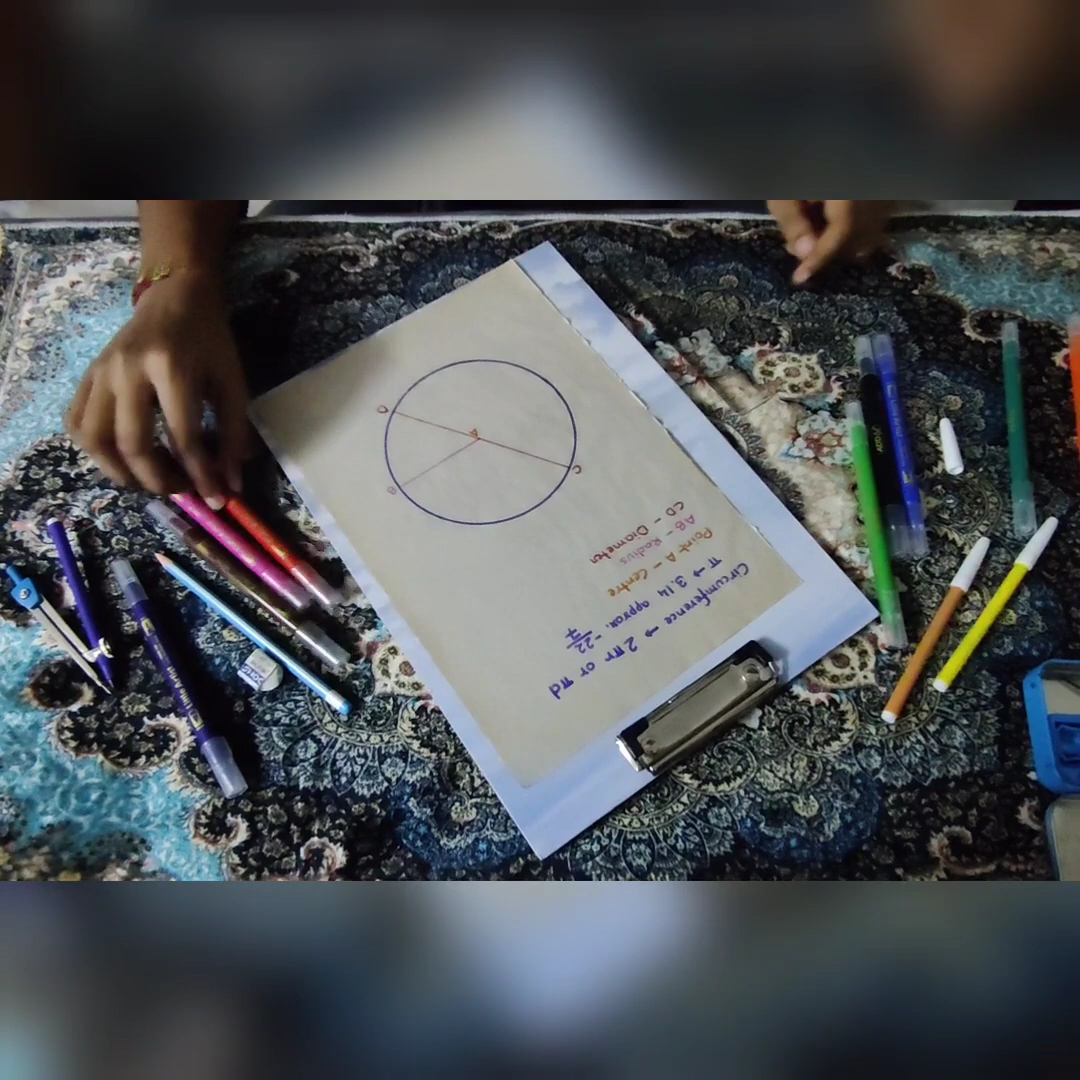 Circumference → 2πr or πd
π → 3.14 approx. - 22/7
Point A - Centre
AB - Radius
CD - Diameter
C
B
A
D